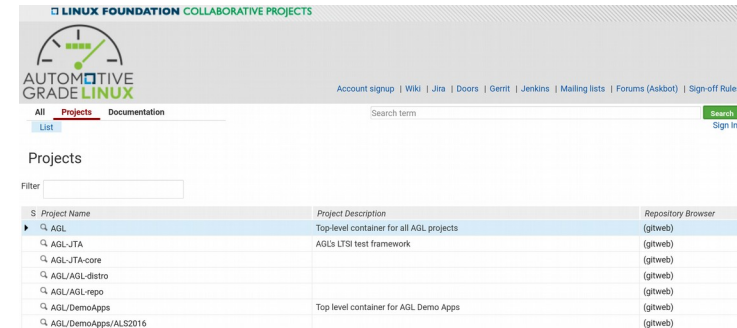 LINUX FOUNDATION COLLABORATIVE PROJECTS
AUTOMOTIVE
GRADE LINUX
Account signup | Wiki | Jira | Doors | Gerrit | Jenkins | Mailing lists | Forums (Askbot) | Sign-off Rule
All Projects Documentation
Search term
Search
List
Sign In
Projects
Filter
S Project Name Project Description Repository Browser
AGL Top-level container for all AGL projects (gitweb)
AGL-JTA AGL's LTSI test framework (gitweb)
AGL-JTA-core (gitweb)
AGL/AGL-distro (gitweb)
AGL/AGL-repo (gitweb)
AGL/DemoApps Top level container for AGL Demo Apps (gitweb)
AGL/DemoApps/ALS2016 (gitweb)